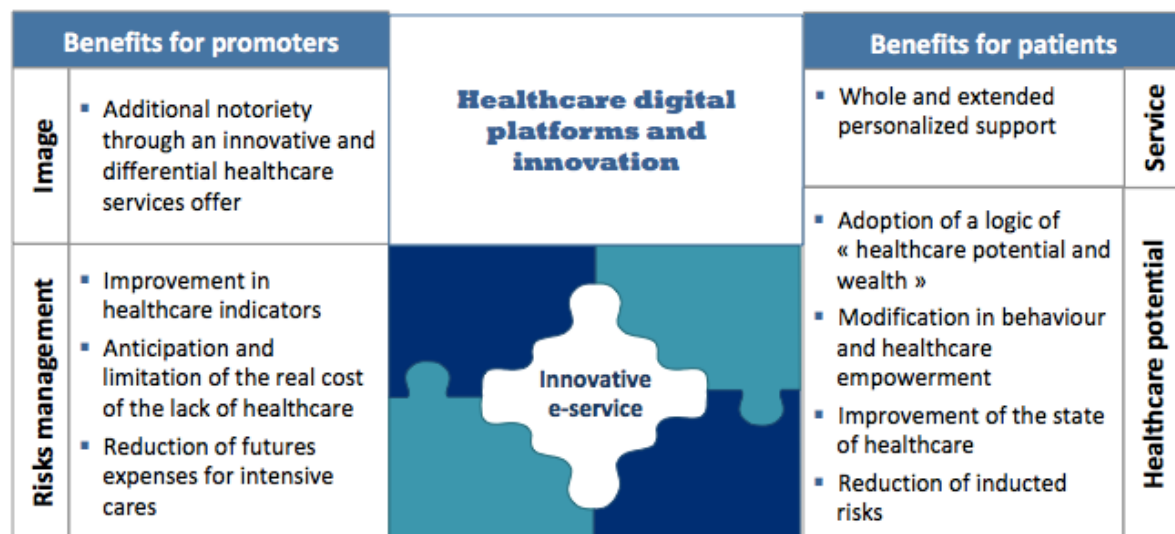 Benefits for promoters
Image
▪ Additional notoriety
through an innovative and
differential healthcare
services offer
Risks management
▪ Improvement in
healthcare indicators
▪ Anticipation and
limitation of the real cost
of the lack of healthcare
▪ Reduction of futures
expenses for intensive
cares
Healthcare digital
platforms and
innovation
Innovative
e-service
Benefits for patients
▪ Whole and extended
personalized support
Service
▪ Adoption of a logic of
« healthcare potential and
wealth »
▪ Modification in behaviour
and healthcare
empowerment
▪ Improvement of the state
of healthcare
▪ Reduction of inducted
risks
Healthcare potential